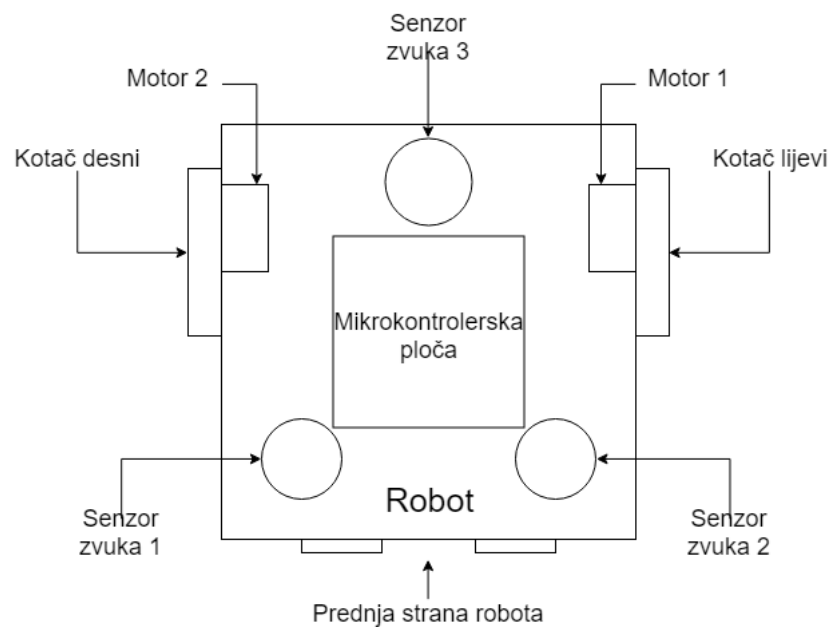 Senzor
zvuka 3
Motor 2
Motor 1
Kotač desni
Kotač lijevi
Mikrokontrolerska
ploča
Robot
Senzor
zvuka 1
Senzor
zvuka 2
Prednja strana robota